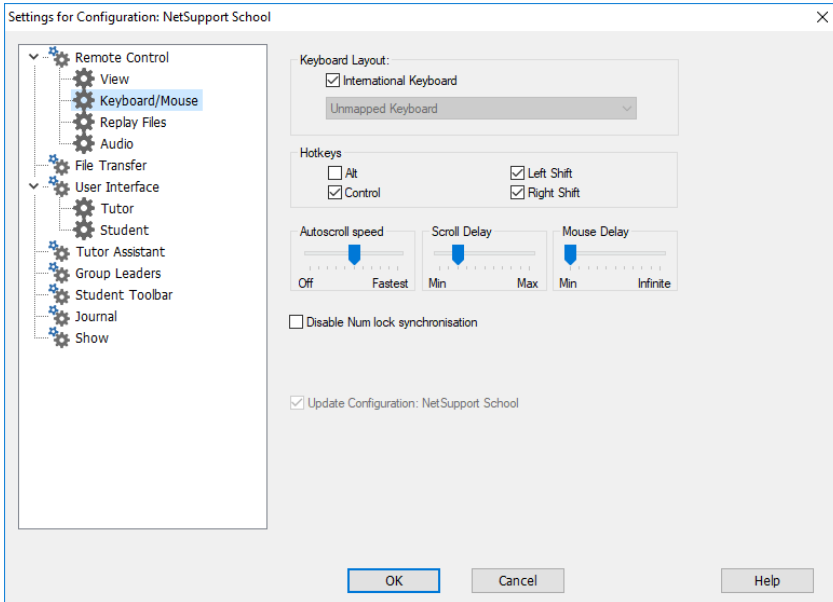 Settings for Configuration: NetSupport School
Remote Control
View
Keyboard/Mouse
Replay Files
Audio
File Transfer
User Interface
Tutor
Student
Tutor Assistant
Group Leaders
Student Toolbar
Journal
Show
Keyboard Layout:
International Keyboard
Unmapped Keyboard
Hotkeys
Alt Left Shift
Control Right Shift
Autoscroll speed Scroll Delay Mouse Delay
Off Fastest Min Max Min Infinite
Disable Num lock synchronisation
Update Configuration: NetSupport School
OK Cancel Help